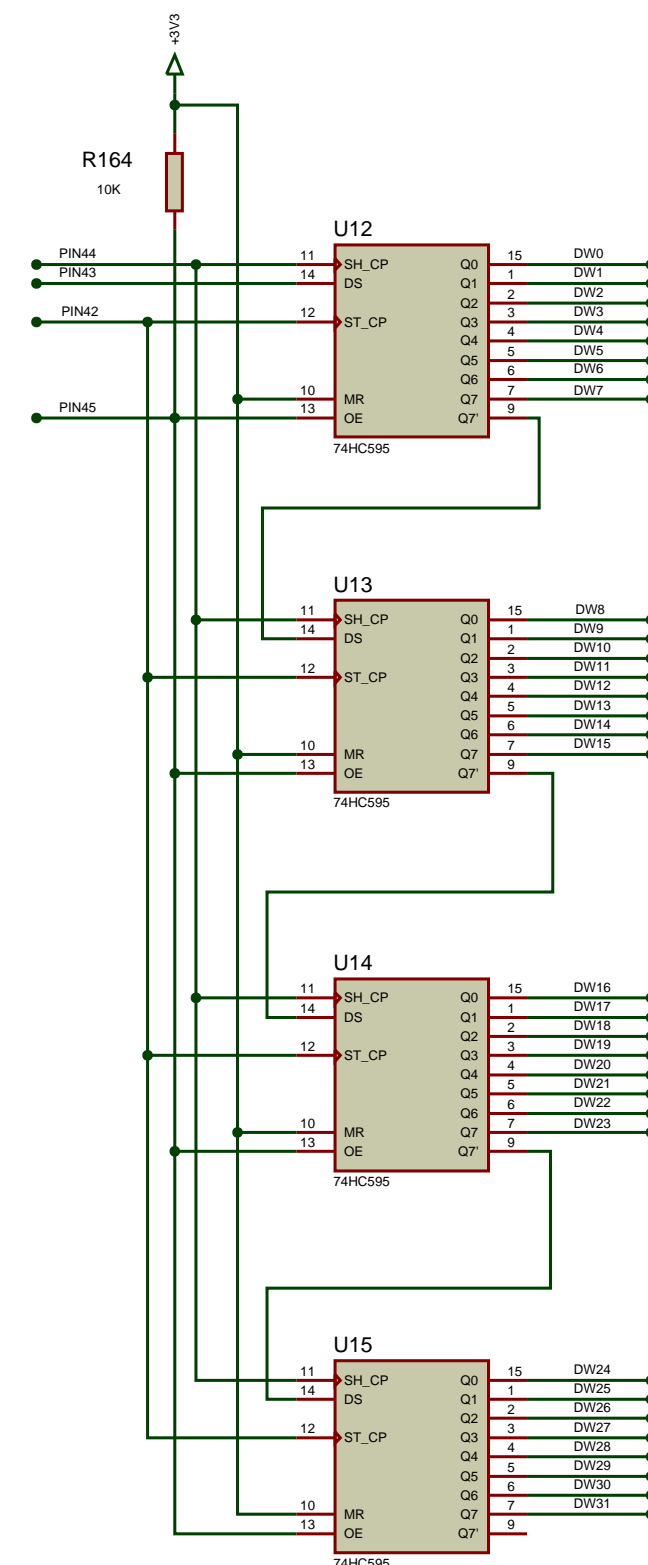 +3V3
R164
10K
U12
PIN44 11 SH_CP Q0 15 DW0
PIN43 14 DS Q1 1 DW1
Q2 2 DW2
PIN42 12 ST_CP Q3 3 DW3
Q4 4 DW4
Q5 5 DW5
Q6 6 DW6
10 MR Q7 7 DW7
PIN45 13 OE Q7' 9
74HC595
U13
11 SH_CP Q0 15 DW8
14 DS Q1 1 DW9
Q2 2 DW10
12 ST_CP Q3 3 DW11
Q4 4 DW12
Q5 5 DW13
Q6 6 DW14
10 MR Q7 7 DW15
13 OE Q7' 9
74HC595
U14
11 SH_CP Q0 15 DW16
14 DS Q1 1 DW17
Q2 2 DW18
12 ST_CP Q3 3 DW19
Q4 4 DW20
Q5 5 DW21
Q6 6 DW22
10 MR Q7 7 DW23
13 OE Q7' 9
74HC595
U15
11 SH_CP Q0 15 DW24
14 DS Q1 1 DW25
Q2 2 DW26
12 ST_CP Q3 3 DW27
Q4 4 DW28
Q5 5 DW29
Q6 6 DW30
10 MR Q7 7 DW31
13 OE Q7' 9
74HC595